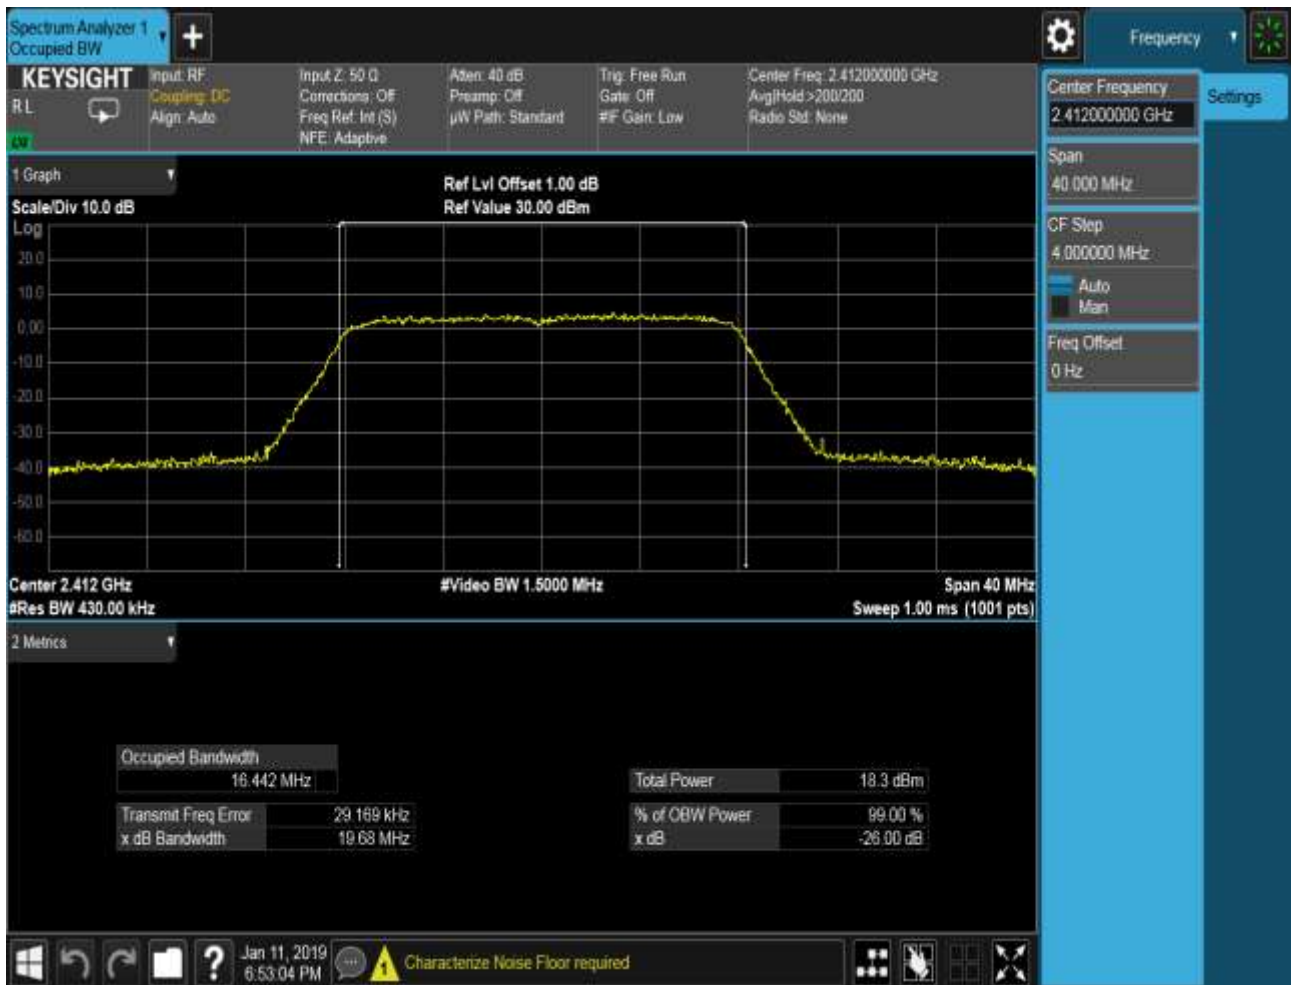 Spectrum Analyzer 1
Occupied BW
Frequency
KEYSIGHT
R L
Input: RF
Coupling: DC
Align: Auto
Input Z: 50 Ω
Corrections: Off
Freq Ref: Int (S)
NFE: Adaptive
Atten: 40 dB
Preamp: Off
µW Path: Standard
Trig: Free Run
Gate: Off
#IF Gain: Low
Center Freq: 2.412000000 GHz
Avg|Hold >200/200
Radio Std: None
Center Frequency
2.412000000 GHz
Settings
Span
40.000 MHz
CF Step
4.000000 MHz
Auto
Man
Freq Offset
0 Hz
1 Graph
Scale/Div 10.0 dB
Ref Lvl Offset 1.00 dB
Ref Value 30.00 dBm
Log
20.0
10.0
0.00
-10.0
-20.0
-30.0
-40.0
-50.0
-60.0
Center 2.412 GHz
#Video BW 1.5000 MHz
Span 40 MHz
#Res BW 430.00 kHz
Sweep 1.00 ms (1001 pts)
2 Metrics
Occupied Bandwidth
16.442 MHz
Total Power 18.3 dBm
Transmit Freq Error 29.169 kHz
% of OBW Power 99.00 %
x dB Bandwidth 19.68 MHz
x dB -26.00 dB
?
Jan 11, 2019
6:53:04 PM
1
Characterize Noise Floor required